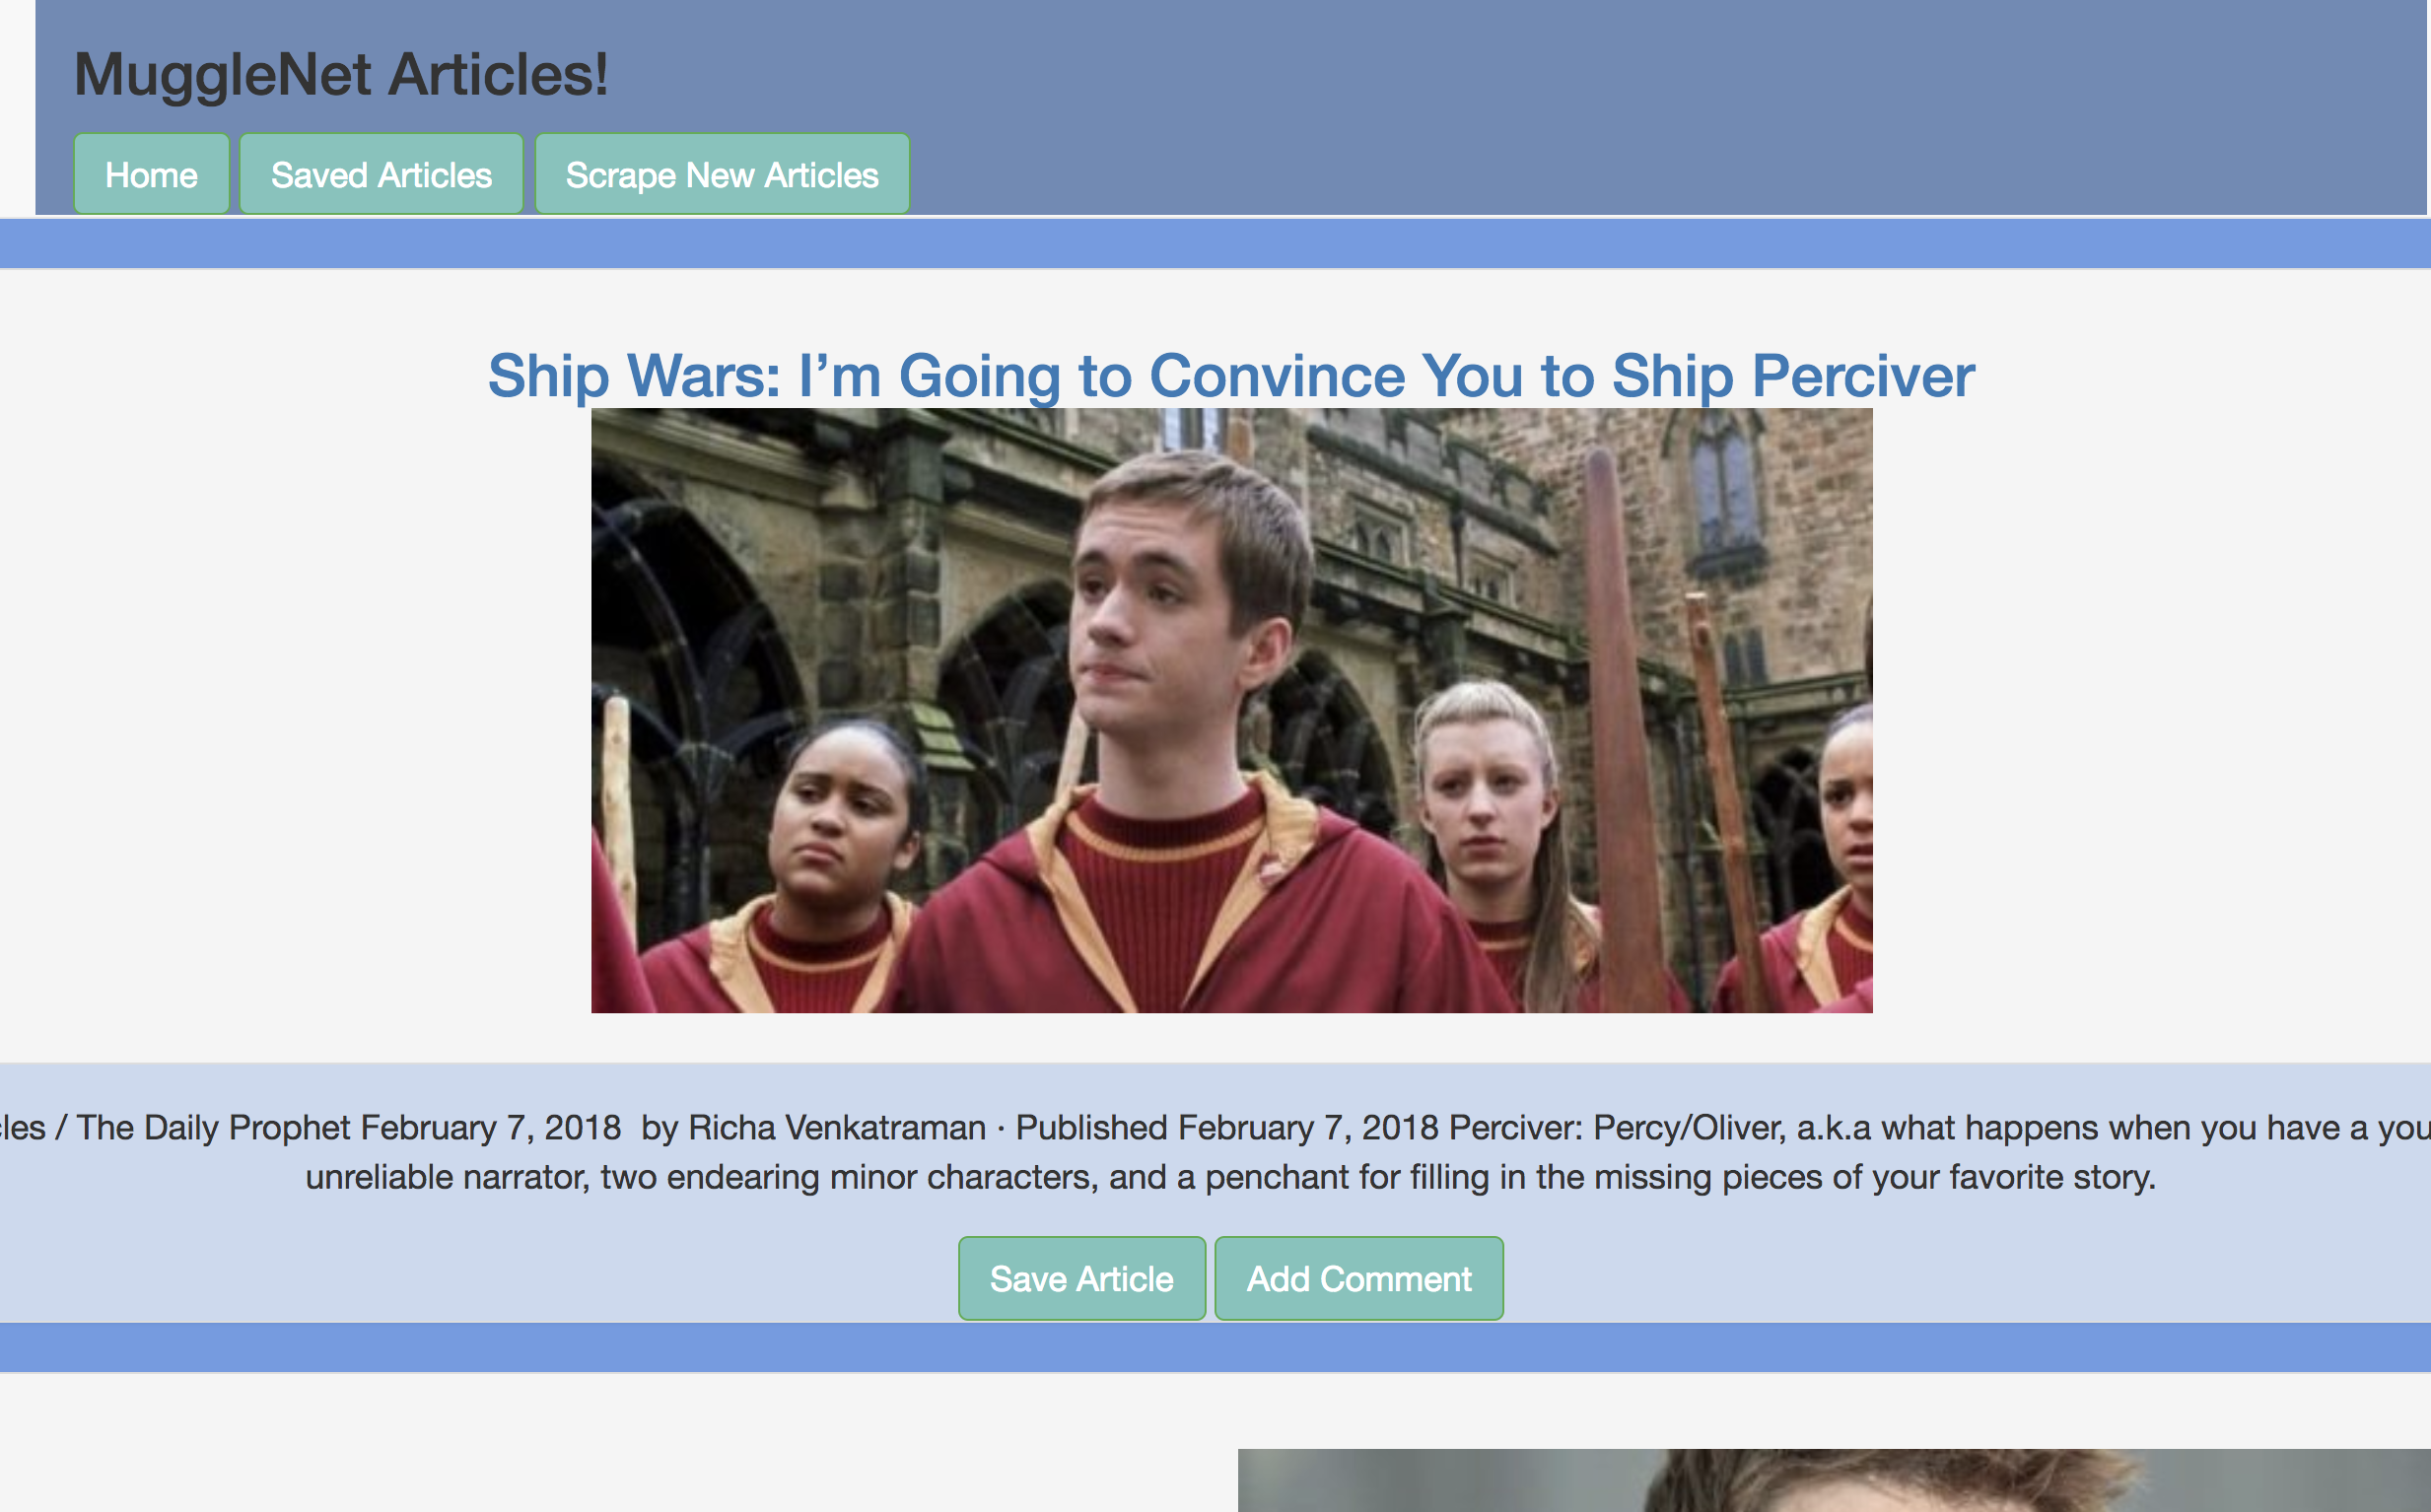 MuggleNet Articles!
Home Saved Articles Scrape New Articles
Ship Wars: I’m Going to Convince You to Ship Perciver
/ The Daily Prophet February 7, 2018  by Richa Venkatraman · Published February 7, 2018 Perciver: Percy/Oliver, a.k.a what happens when you have a
unreliable narrator, two endearing minor characters, and a penchant for filling in the missing pieces of your favorite story.
Save Article Add Comment